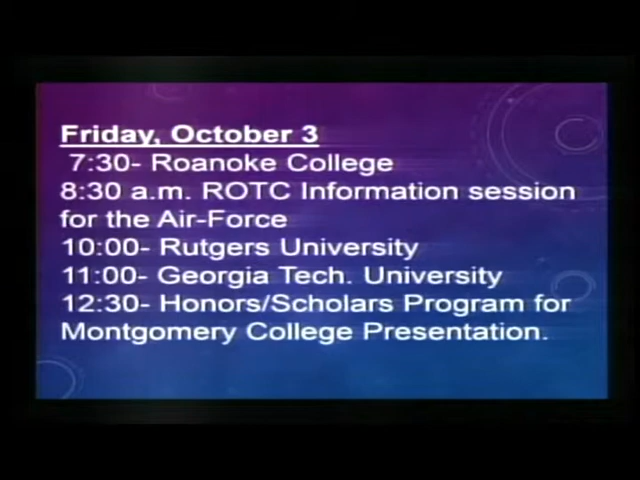 Friday, October 3
7:30- Roanoke College
8:30 a.m. ROTC Information session
for the Air-Force
10:00- Rutgers University
11:00- Georgia Tech. University
12:30- Honors/Scholars Program for
Montgomery College Presentation.